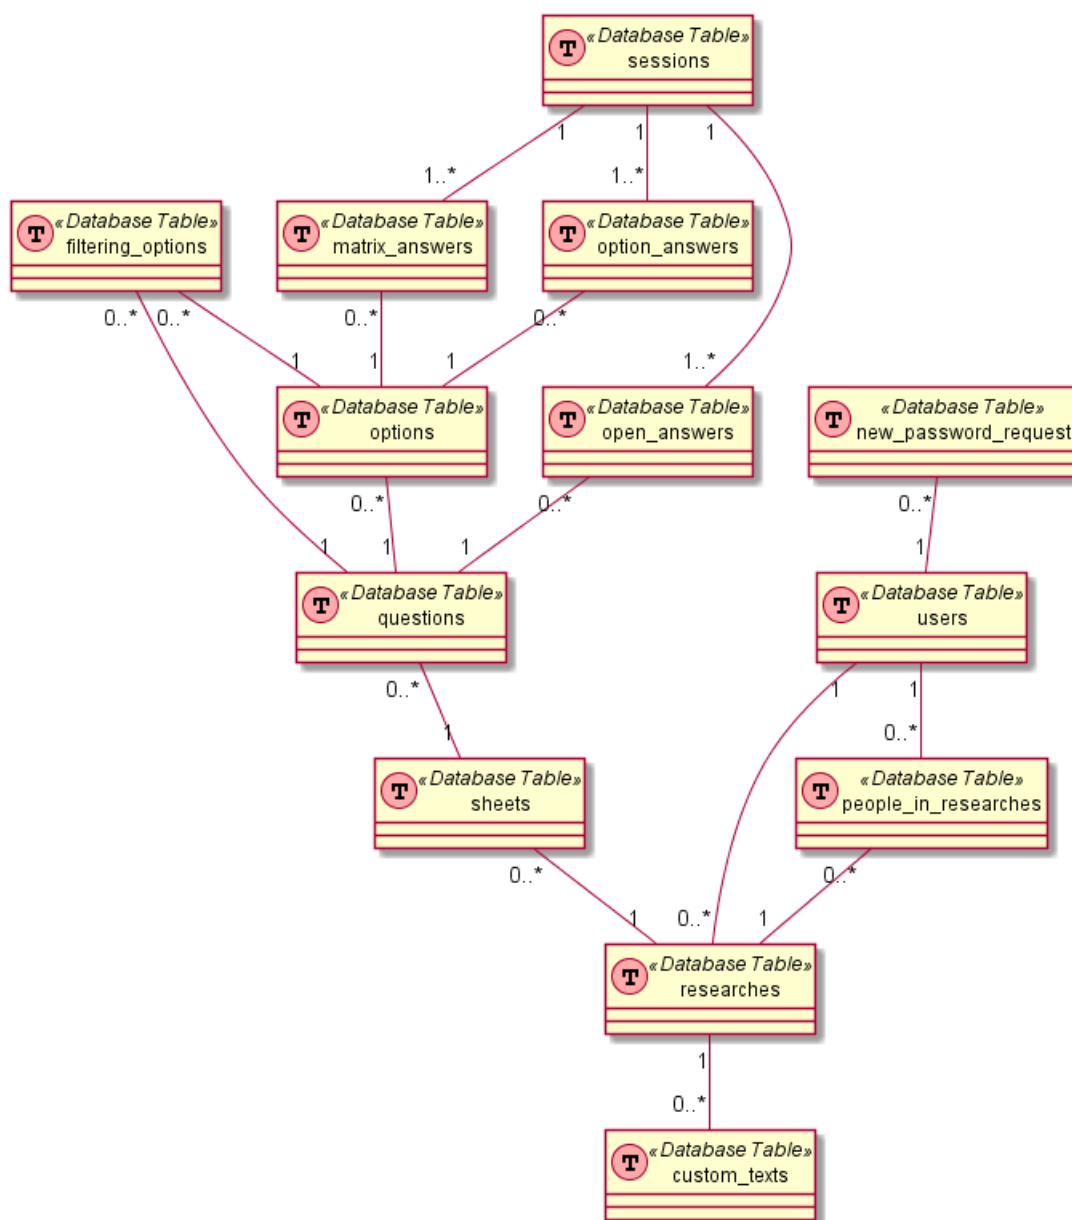 T «Database Table»
sessions
1 1 1
1..* 1..*
T «Database Table»
filtering_options
T «Database Table»
matrix_answers
T «Database Table»
option_answers
0..* 0..* 0..* 0..*
1 1 1 1..*
T «Database Table»
options
T «Database Table»
open_answers
T «Database Table»
new_password_request
0..* 0..* 0..*
1 1 1 1
T «Database Table»
questions
T «Database Table»
users
0..* 1 1
1 0..*
T «Database Table»
sheets
T «Database Table»
people_in_researches
0..* 0..*
1 0..* 1
T «Database Table»
researches
1
0..*
T «Database Table»
custom_texts